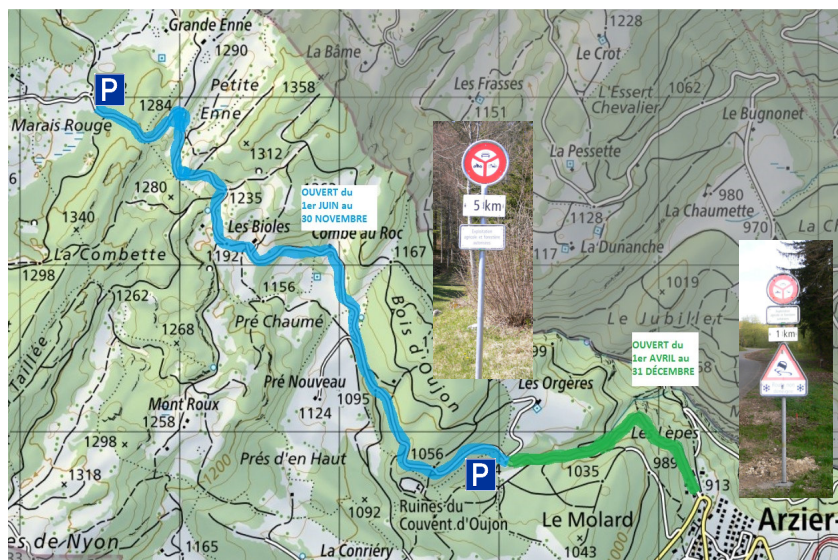 Grande Enne
1290
La Bâme
1228
Le Crot
Petite
Enne
1358
Les Frasses
1151
L'Essert
Chevalier
1062
Le Bugnonet
P
1284
Marais Rouge
1312
La Pessette
1280
1235
OUVERT du
1er JUIN au
30 NOVEMBRE
5 km
980
La Chaumette
970
1340
Les Bioles
Combe au Roc
1128
La Dunanche
La Combette
1192
1167
1298
1156
1262
1019
Pré Chaumé
Bois d'Oujon
Le Jubillet
1 km
1268
OUVERT du
1er AVRIL au
31 DÉCEMBRE
Pré Nouveau
1124
1095
Les Orgères
Mont Roux
1258
1298
1056
P
Les Lèpes
989
1035
913
1200
Prés d'en Haut
1318
Ruines du
Couvent d'Oujon
1092
Le Molard
Arzier
es de Nyon
1165
La Conriéry
1043
1100